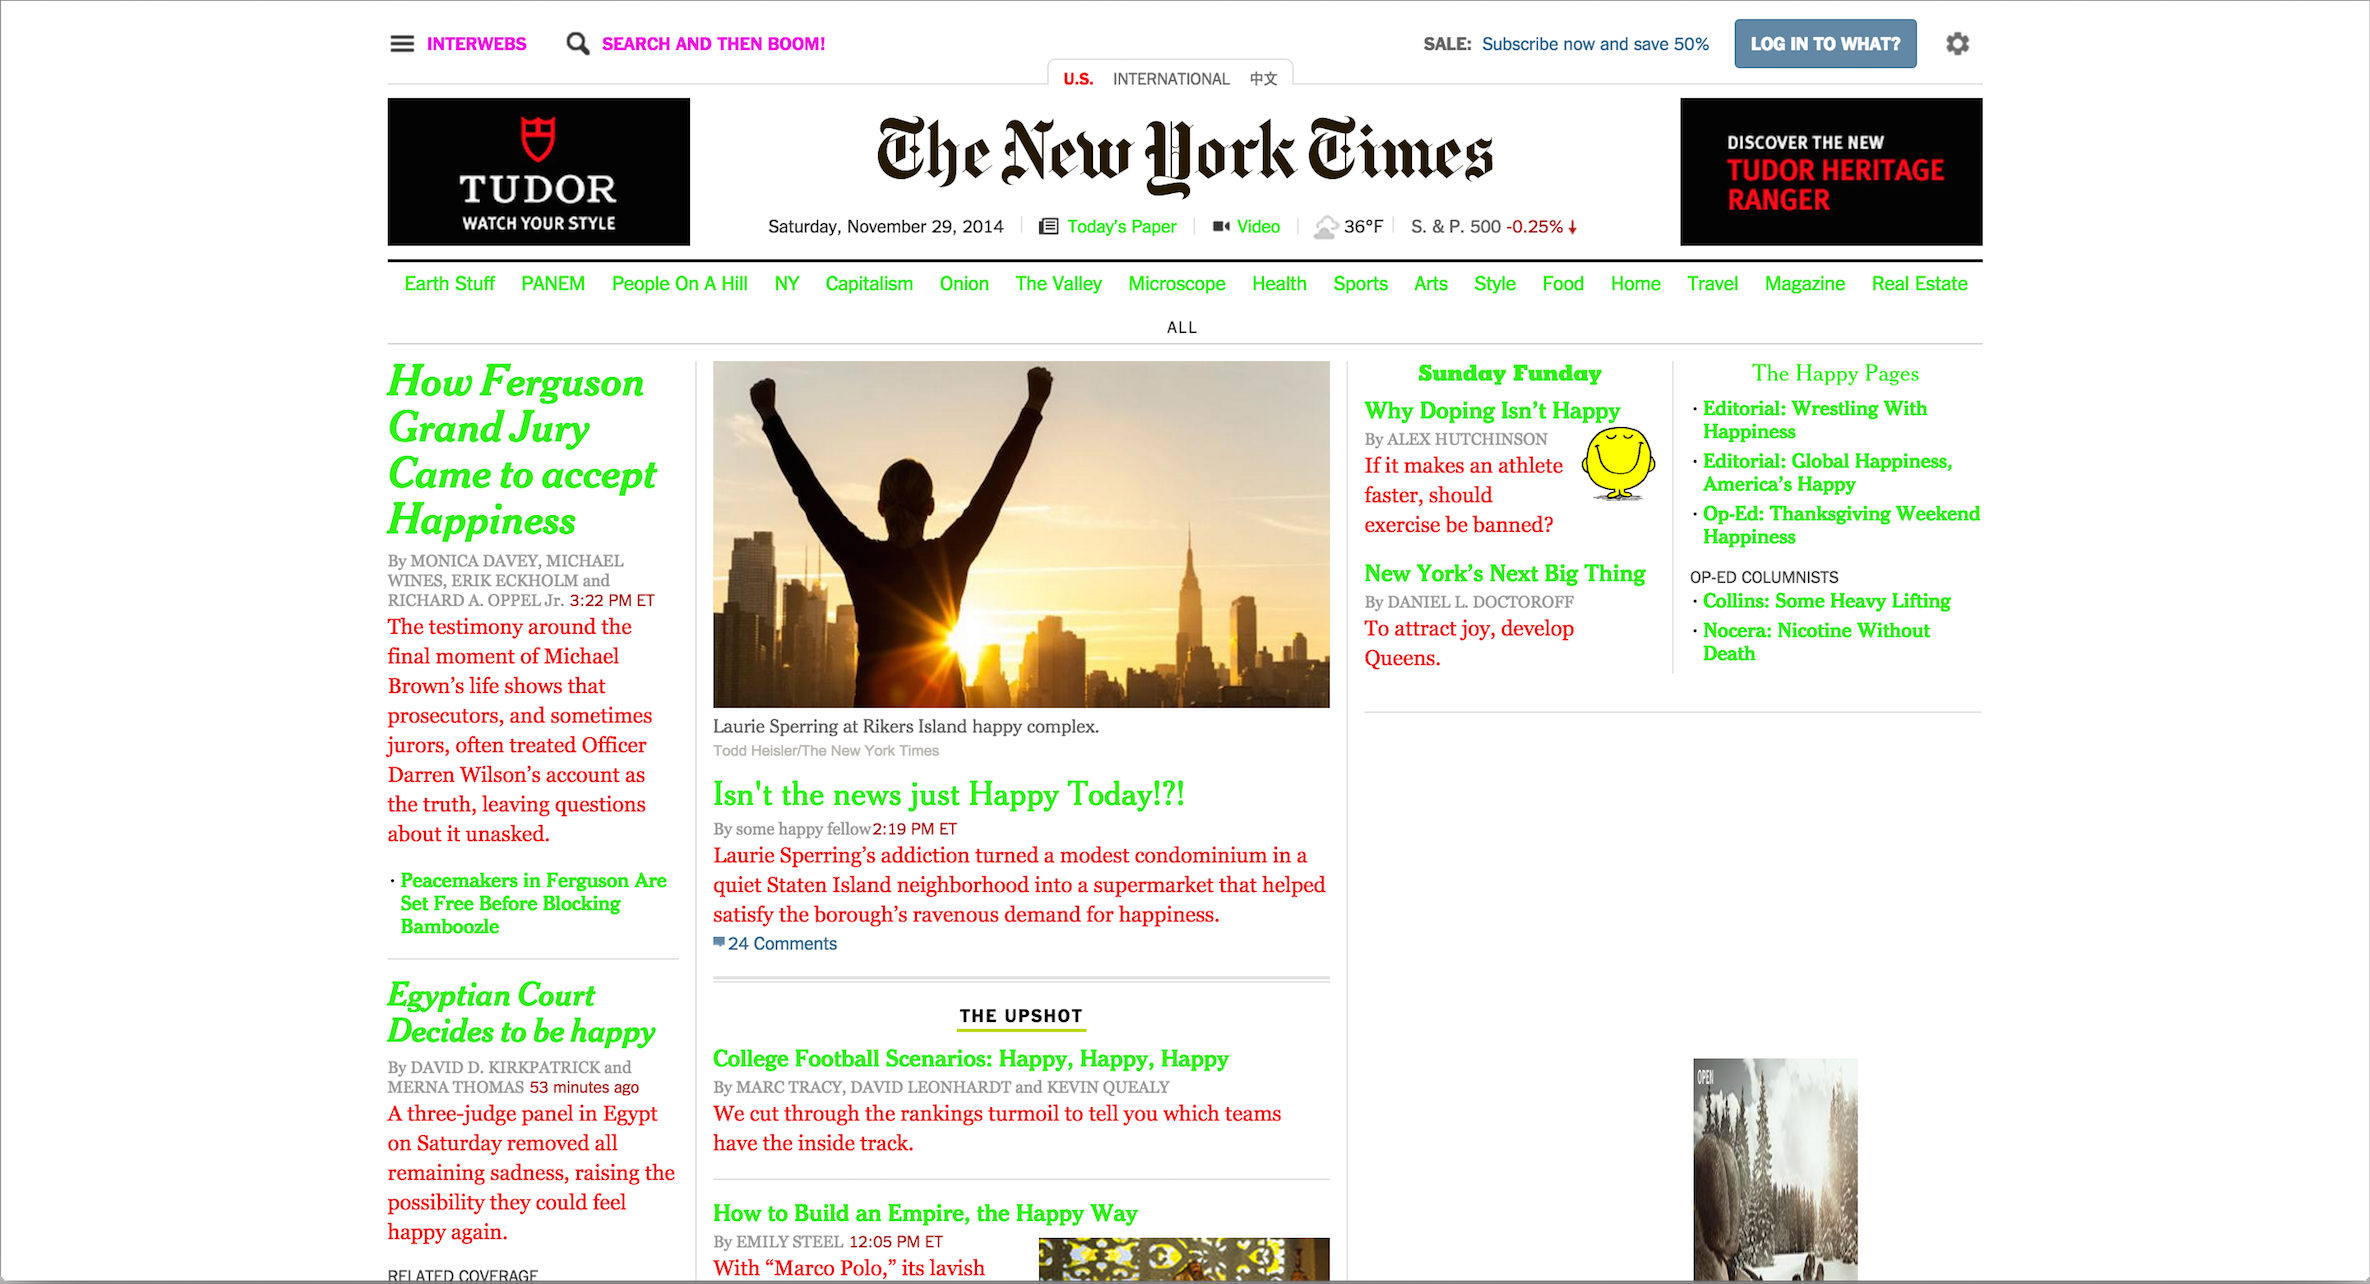 INTERWEBS
SEARCH AND THEN BOOM!
SALE: Subscribe now and save 50%
LOG IN TO WHAT?
U.S. INTERNATIONAL 中文
TUDOR
WATCH YOUR STYLE
The New York Times
DISCOVER THE NEW
TUDOR HERITAGE
RANGER
Saturday, November 29, 2014
Today's Paper
Video
36°F
S. & P. 500 -0.25%
Earth Stuff PANEM People On A Hill NY Capitalism Onion The Valley Microscope Health Sports Arts Style Food Home Travel Magazine Real Estate
ALL
How Ferguson
Grand Jury
Came to accept
Happiness
By MONICA DAVEY, MICHAEL
WINES, ERIK ECKHOLM and
RICHARD A. OPPEL Jr. 3:22 PM ET
The testimony around the
final moment of Michael
Brown's life shows that
prosecutors, and sometimes
jurors, often treated Officer
Darren Wilson's account as
the truth, leaving questions
about it unasked.
· Peacemakers in Ferguson Are
Set Free Before Blocking
Bamboozle
Egyptian Court
Decides to be happy
By DAVID D. KIRKPATRICK and
MERNA THOMAS 53 minutes ago
A three-judge panel in Egypt
on Saturday removed all
remaining sadness, raising the
possibility they could feel
happy again.
RELATED COVERAGE
Laurie Sperring at Rikers Island happy complex.
Todd Heisler/The New York Times
Isn't the news just Happy Today!?!
By some happy fellow 2:19 PM ET
Laurie Sperring's addiction turned a modest condominium in a
quiet Staten Island neighborhood into a supermarket that helped
satisfy the borough's ravenous demand for happiness.
24 Comments
THE UPSHOT
College Football Scenarios: Happy, Happy, Happy
By MARC TRACY, DAVID LEONHARDT and KEVIN QUEALY
We cut through the rankings turmoil to tell you which teams
have the inside track.
How to Build an Empire, the Happy Way
By EMILY STEEL 12:05 PM ET
With “Marco Polo,” its lavish
Sunday Funday
Why Doping Isn't Happy
By ALEX HUTCHINSON
If it makes an athlete
faster, should
exercise be banned?
New York's Next Big Thing
By DANIEL L. DOCTOROFF
To attract joy, develop
Queens.
The Happy Pages
· Editorial: Wrestling With
Happiness
· Editorial: Global Happiness,
America's Happy
· Op-Ed: Thanksgiving Weekend
Happiness
OP-ED COLUMNISTS
· Collins: Some Heavy Lifting
· Nocera: Nicotine Without
Death
OPEN